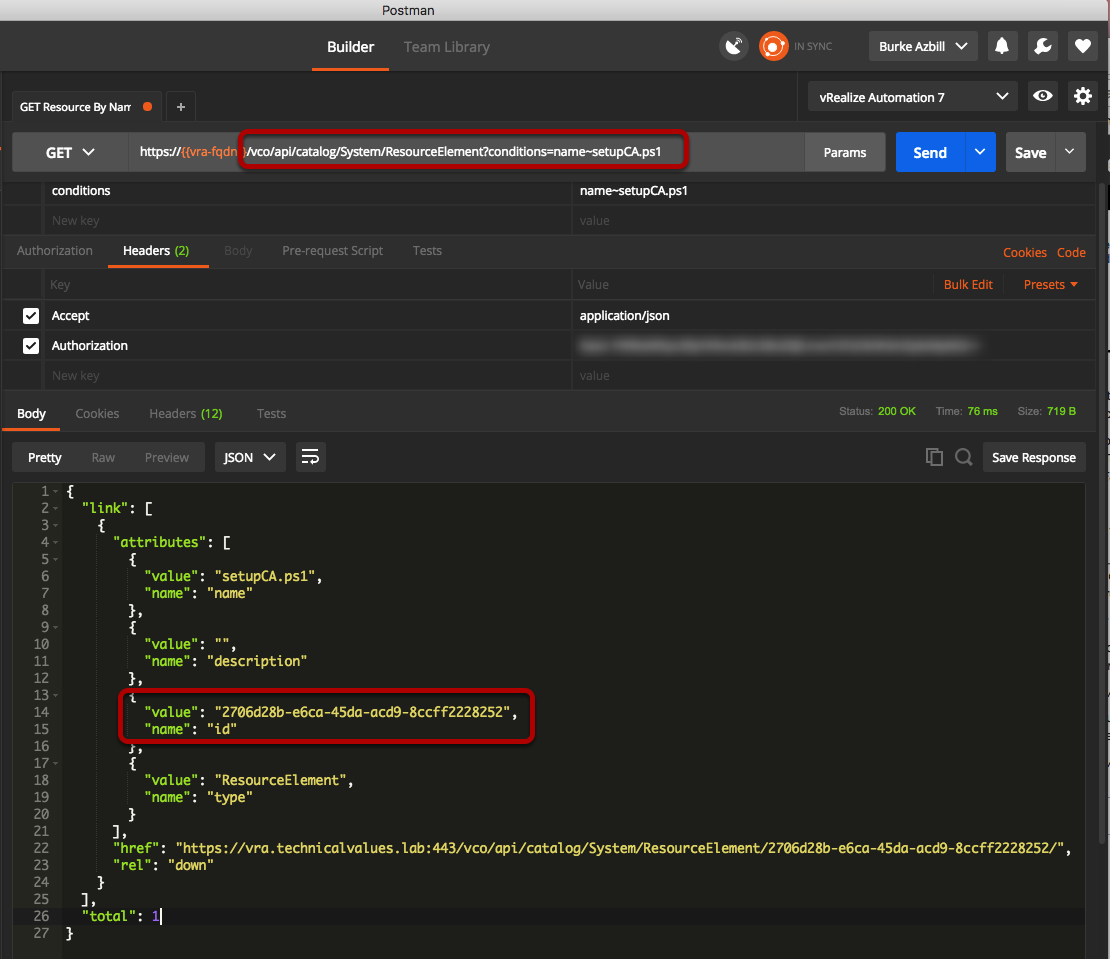 Postman
Builder Team Library IN SYNC Burke Azbill
GET Resource By Nam + vRealize Automation 7
GET https://{{vra-fqdn}}/vco/api/catalog/System/ResourceElement?conditions=name~setupCA.ps1 Params Send Save
conditions name~setupCA.ps1
New key value
Authorization Headers (2) Body Pre-request Script Tests Cookies Code
Key Value Bulk Edit Presets
Accept application/json
Authorization
New key value
Body Cookies Headers (12) Tests Status: 200 OK Time: 76 ms Size: 719 B
Pretty Raw Preview JSON Save Response
1 {
2 "link": [
3 {
4 "attributes": [
5 {
6 "value": "setupCA.ps1",
7 "name": "name"
8 },
9 {
10 "value": "",
11 "name": "description"
12 },
13 {
14 "value": "2706d28b-e6ca-45da-acd9-8ccff2228252",
15 "name": "id"
16 },
17 {
18 "value": "ResourceElement",
19 "name": "type"
20 }
21 ],
22 "href": "https://vra.technicalvalues.lab:443/vco/api/catalog/System/ResourceElement/2706d28b-e6ca-45da-acd9-8ccff2228252/",
23 "rel": "down"
24 }
25 ],
26 "total": 1
27 }